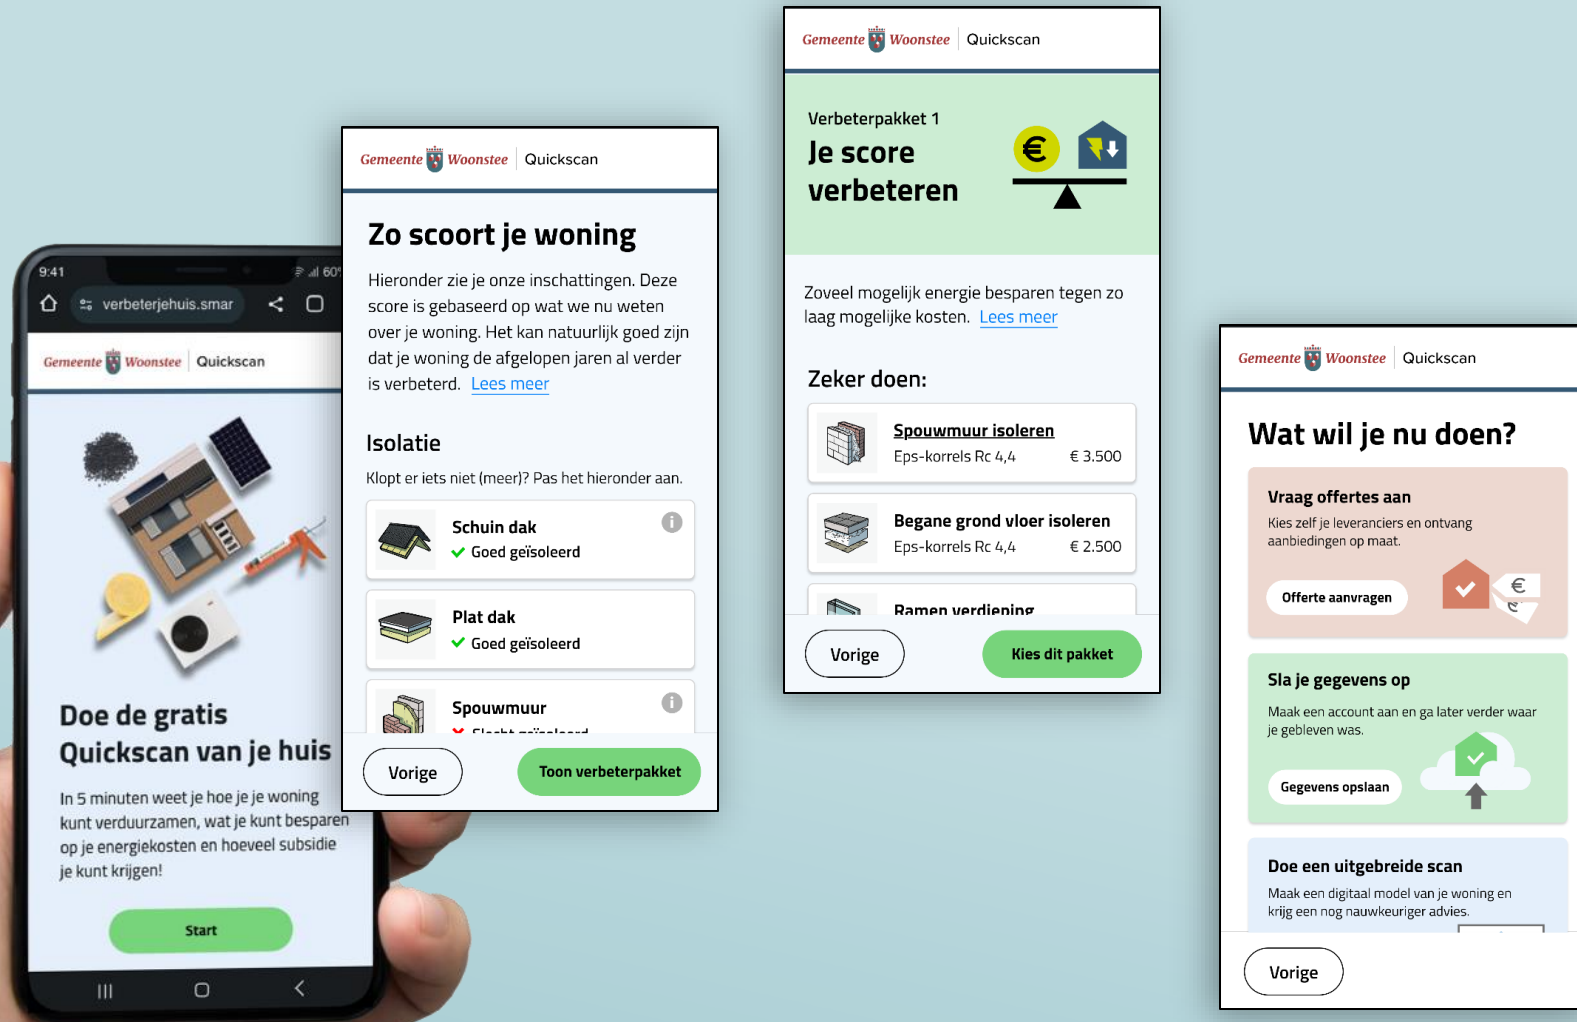 9:41
60
verbeterjehuis.smar
Gemeente Woonstee Quickscan
Doe de gratis
Quickscan van je huis
In 5 minuten weet je hoe je je woning
kunt verduurzamen, wat je kunt besparen
op je energiekosten en hoeveel subsidie
je kunt krijgen!
Start
Gemeente Woonstee Quickscan
Zo scoort je woning
Hieronder zie je onze inschattingen. Deze
score is gebaseerd op wat we nu weten
over je woning. Het kan natuurlijk goed zijn
dat je woning de afgelopen jaren al verder
is verbeterd. Lees meer
Isolatie
Klopt er iets niet (meer)? Pas het hieronder aan.
Schuin dak
Goed geïsoleerd
Plat dak
Goed geïsoleerd
Spouwmuur
Slecht geïsoleerd
Vorige
Toon verbeterpakket
Gemeente Woonstee Quickscan
Verbeterpakket 1
Je score
verbeteren
€
Zoveel mogelijk energie besparen tegen zo
laag mogelijke kosten. Lees meer
Zeker doen:
Spouwmuur isoleren
Eps-korrels Rc 4,4 € 3.500
Begane grond vloer isoleren
Eps-korrels Rc 4,4 € 2.500
Ramen verdieping
Vorige
Kies dit pakket
Gemeente Woonstee Quickscan
Wat wil je nu doen?
Vraag offertes aan
Kies zelf je leveranciers en ontvang
aanbiedingen op maat.
Offerte aanvragen
€
€
Sla je gegevens op
Maak een account aan en ga later verder waar
je gebleven was.
Gegevens opslaan
Doe een uitgebreide scan
Maak een digitaal model van je woning en
krijg een nog nauwkeuriger advies.
Vorige